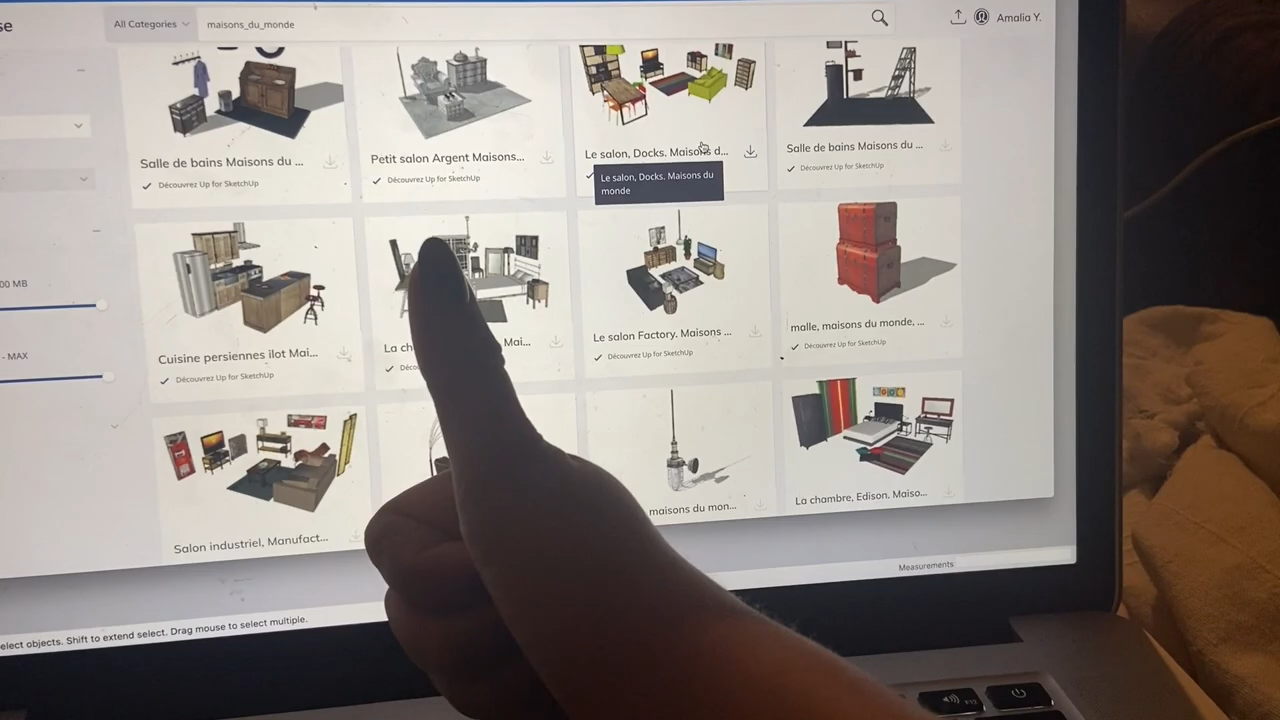 se
All Categories
maisons_du_monde
Amalia Y.
Salle de bains Maisons du ...
Découvrez Up for SketchUp
Petit salon Argent Maisons...
Découvrez Up for SketchUp
Le salon, Docks. Maisons d...
Le salon, Docks. Maisons du
monde
Salle de bains Maisons du ...
Découvrez Up for SketchUp
00 MB
- MAX
Cuisine persiennes ilot Mai...
Découvrez Up for SketchUp
La ch
Mai...
Déco
Le salon Factory. Maisons ...
Découvrez Up for SketchUp
malle, maisons du monde, ...
Découvrez Up for SketchUp
Salon industriel, Manufact...
maisons du mon...
La chambre, Edison. Maiso...
Measurements
elect objects. Shift to extend select. Drag mouse to select multiple.